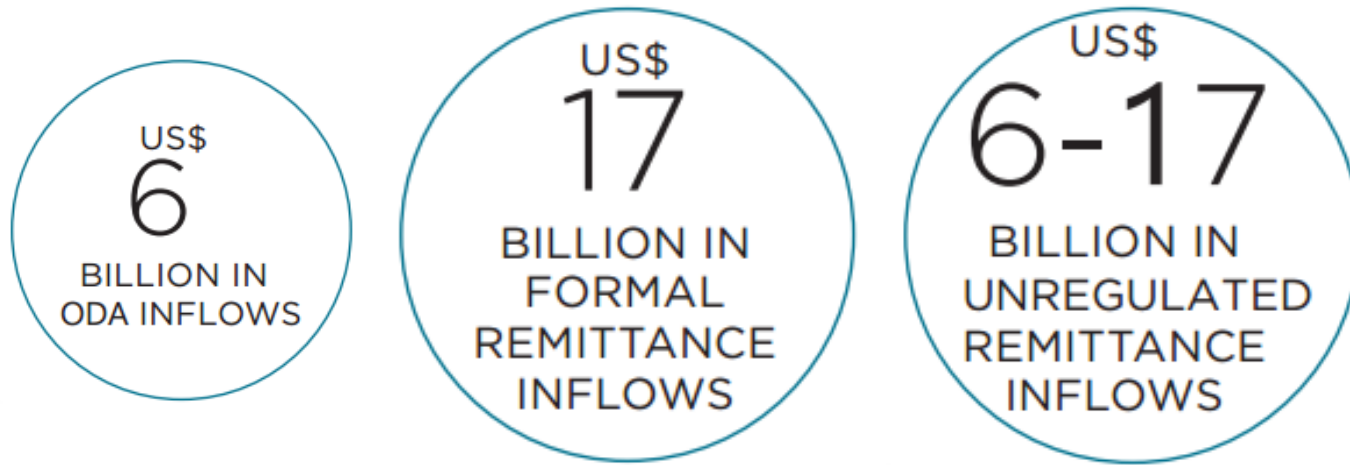 US$
6
BILLION IN
ODA INFLOWS
US$
17
BILLION IN
FORMAL
REMITTANCE
INFLOWS
US$
6-17
BILLION IN
UNREGULATED
REMITTANCE
INFLOWS